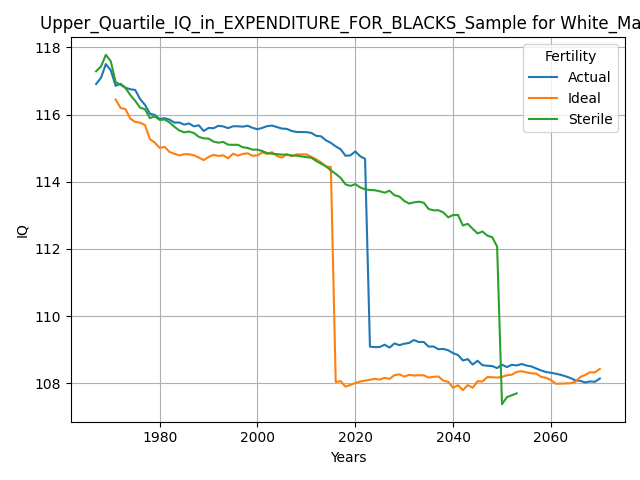 Upper_Quartile_IQ_in_EXPENDITURE_FOR_BLACKS_Sample for White_Ma
118
116
114
112
110
108
IQ
Fertility
Actual
Ideal
Sterile
1980
2000
2020
2040
2060
Years